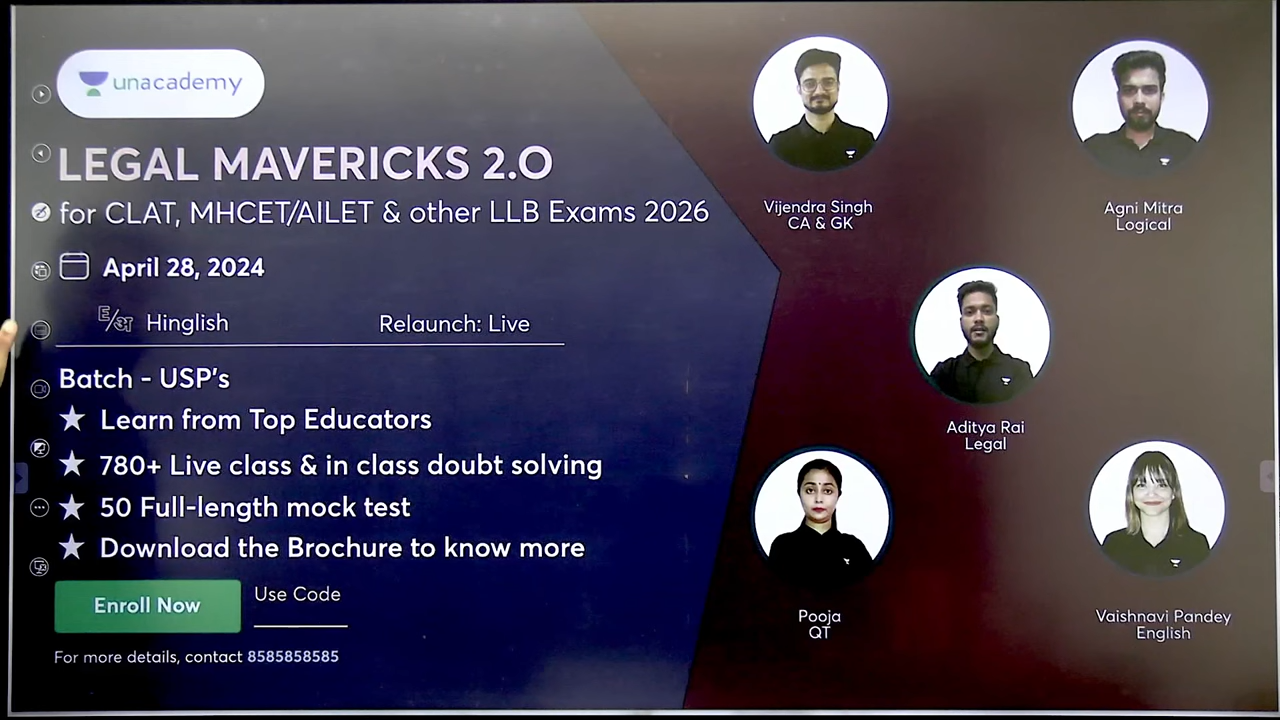 unacademy
LEGAL MAVERICKS 2.O
for CLAT, MHCET/AILET & other LLB Exams 2026
April 28, 2024
E/अ Hinglish
Relaunch: Live
Batch - USP's
★ Learn from Top Educators
★ 780+ Live class & in class doubt solving
★ 50 Full-length mock test
★ Download the Brochure to know more
Enroll Now
Use Code
For more details, contact 8585858585
Vijendra Singh
CA & GK
Agni Mitra
Logical
Aditya Rai
Legal
Pooja
QT
Vaishnavi Pandey
English